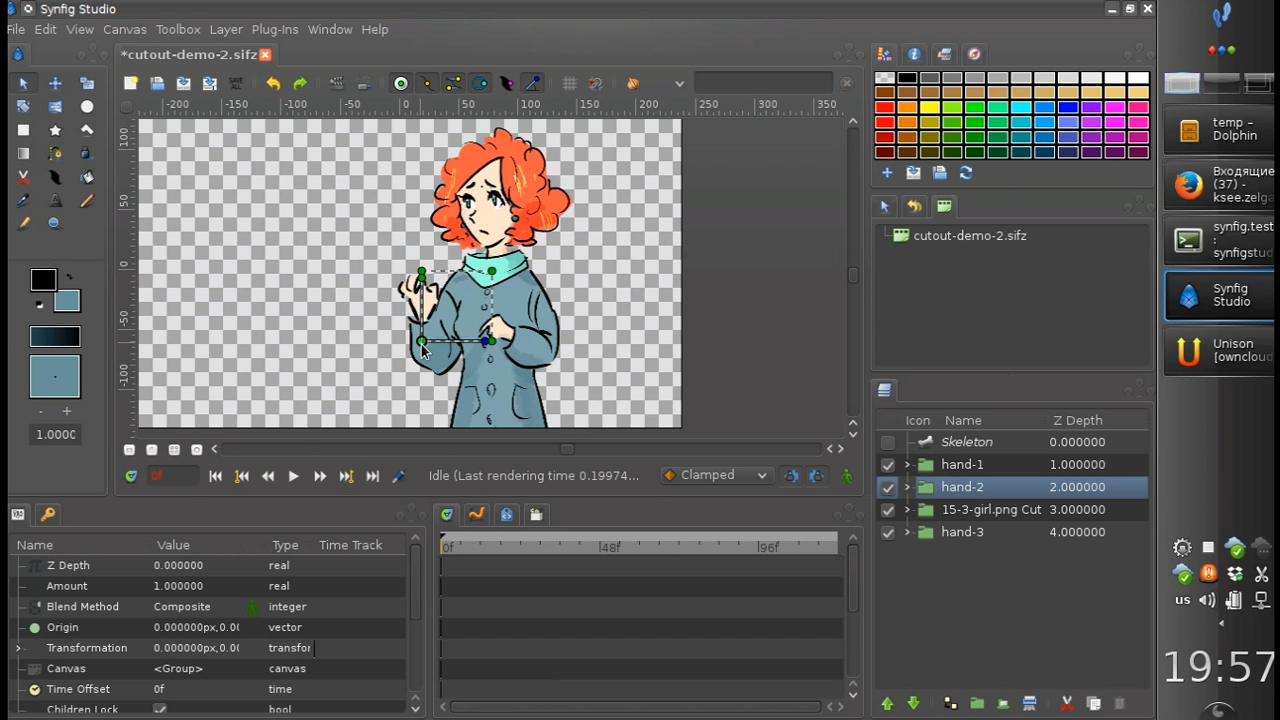 Synfig Studio
File Edit View Canvas Toolbox Layer Plug-Ins Window Help
*cutout-demo-2.sifz
SAVE ALL
-200 -150 -100 -50 0 50 100 150 200 250 300 350
100
50
0
-50
-100
1.0000
0f
Idle (Last rendering time 0.19974...
Clamped
cutout-demo-2.sifz
Icon Name Z Depth
Skeleton 0.000000
hand-1 1.000000
hand-2 2.000000
15-3-girl.png Cut 3.000000
hand-3 4.000000
Name Value Type Time Track
Z Depth 0.000000 real
Amount 1.000000 real
Blend Method Composite integer
Origin 0.000000px,0.0( vector
Transformation 0.000000px,0.0( transfor
Canvas <Group> canvas
Time Offset 0f time
Children Lock bool
0f 48f 96f
temp –
Dolphin
Входящие
(37) -
ksee.zelga
synfig.test
:
synfigstud
Synfig
Studio
Unison
[owncloud
us
19:57